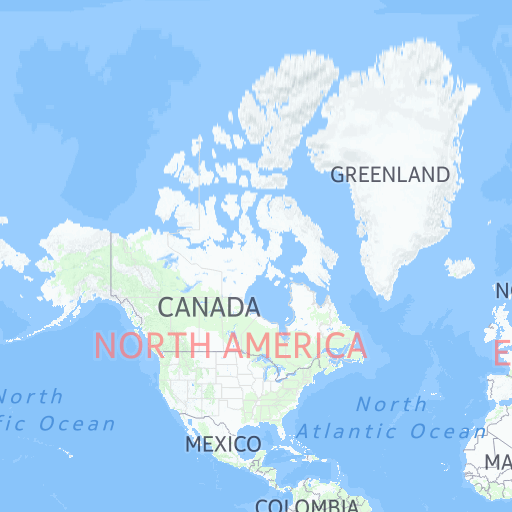 GREENLAND
NO
CANADA
NORTH AMERICA
E
North
fic Ocean
North
Atlantic Ocean
MEXICO
MA
COLOMBIA